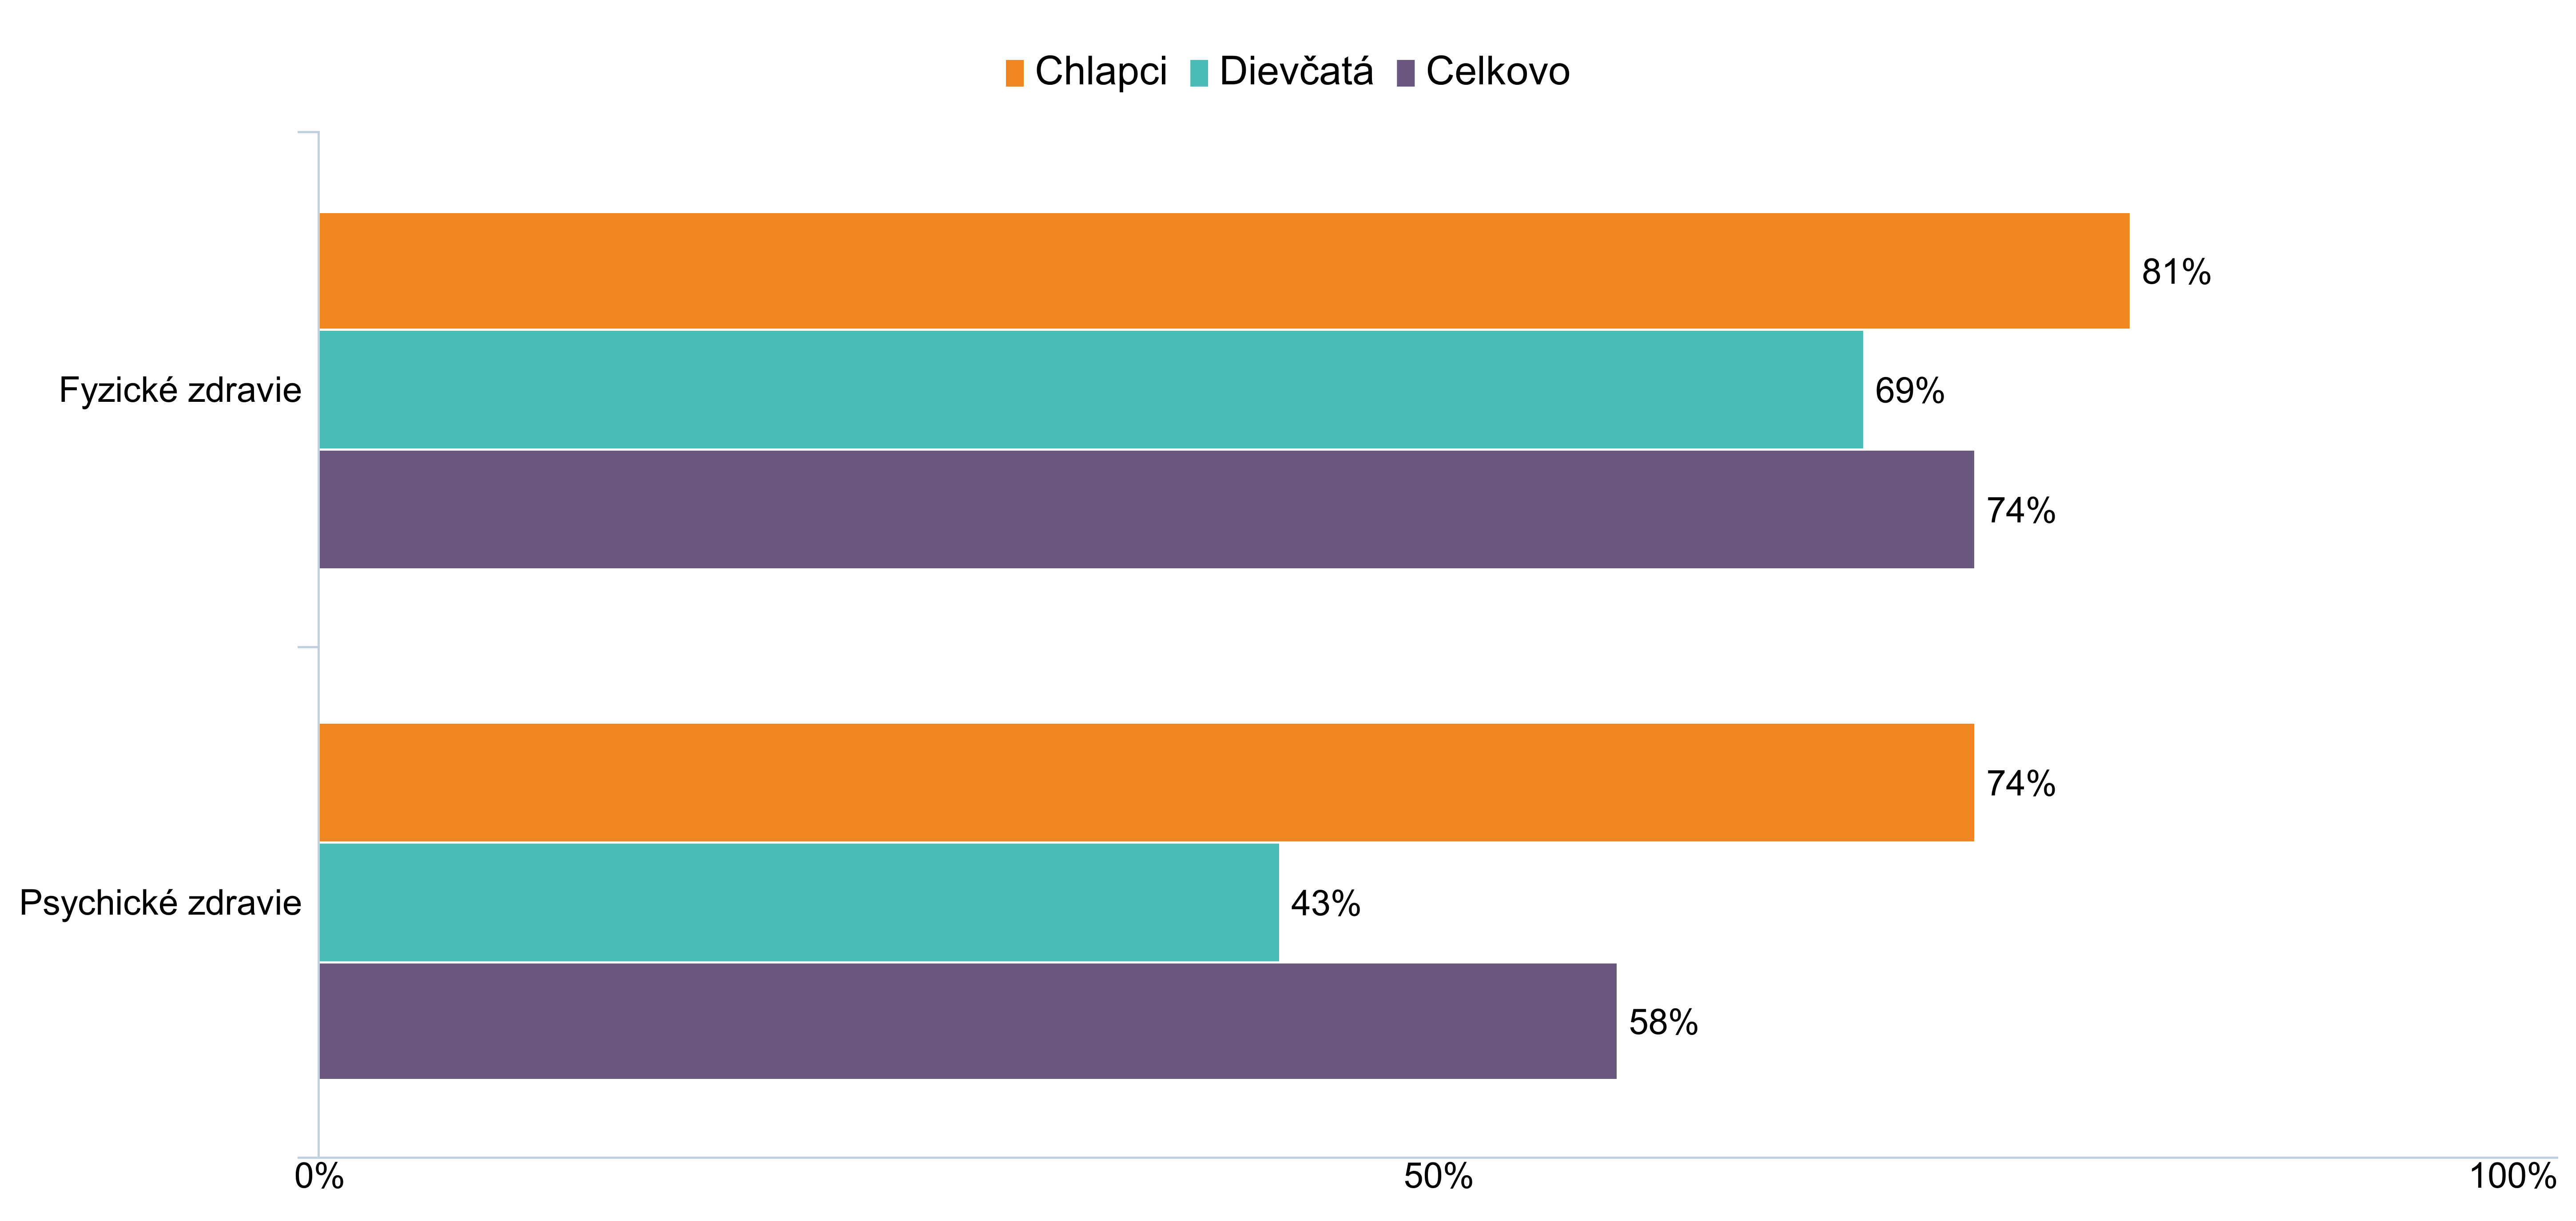 Chlapci Dievčatá Celkovo
81%
Fyzické zdravie 69%
74%
74%
Psychické zdravie 43%
58%
0% 50% 100%